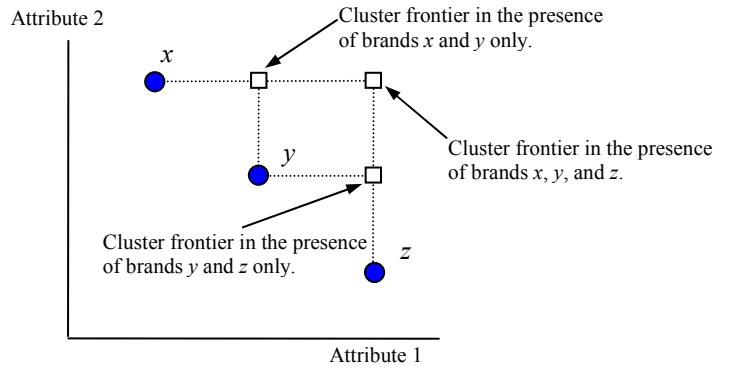 Attribute 2
Cluster frontier in the presence
of brands x and y only.
x
y
Cluster frontier in the presence
of brands x, y, and z.
Cluster frontier in the presence
of brands y and z only.
z
Attribute 1